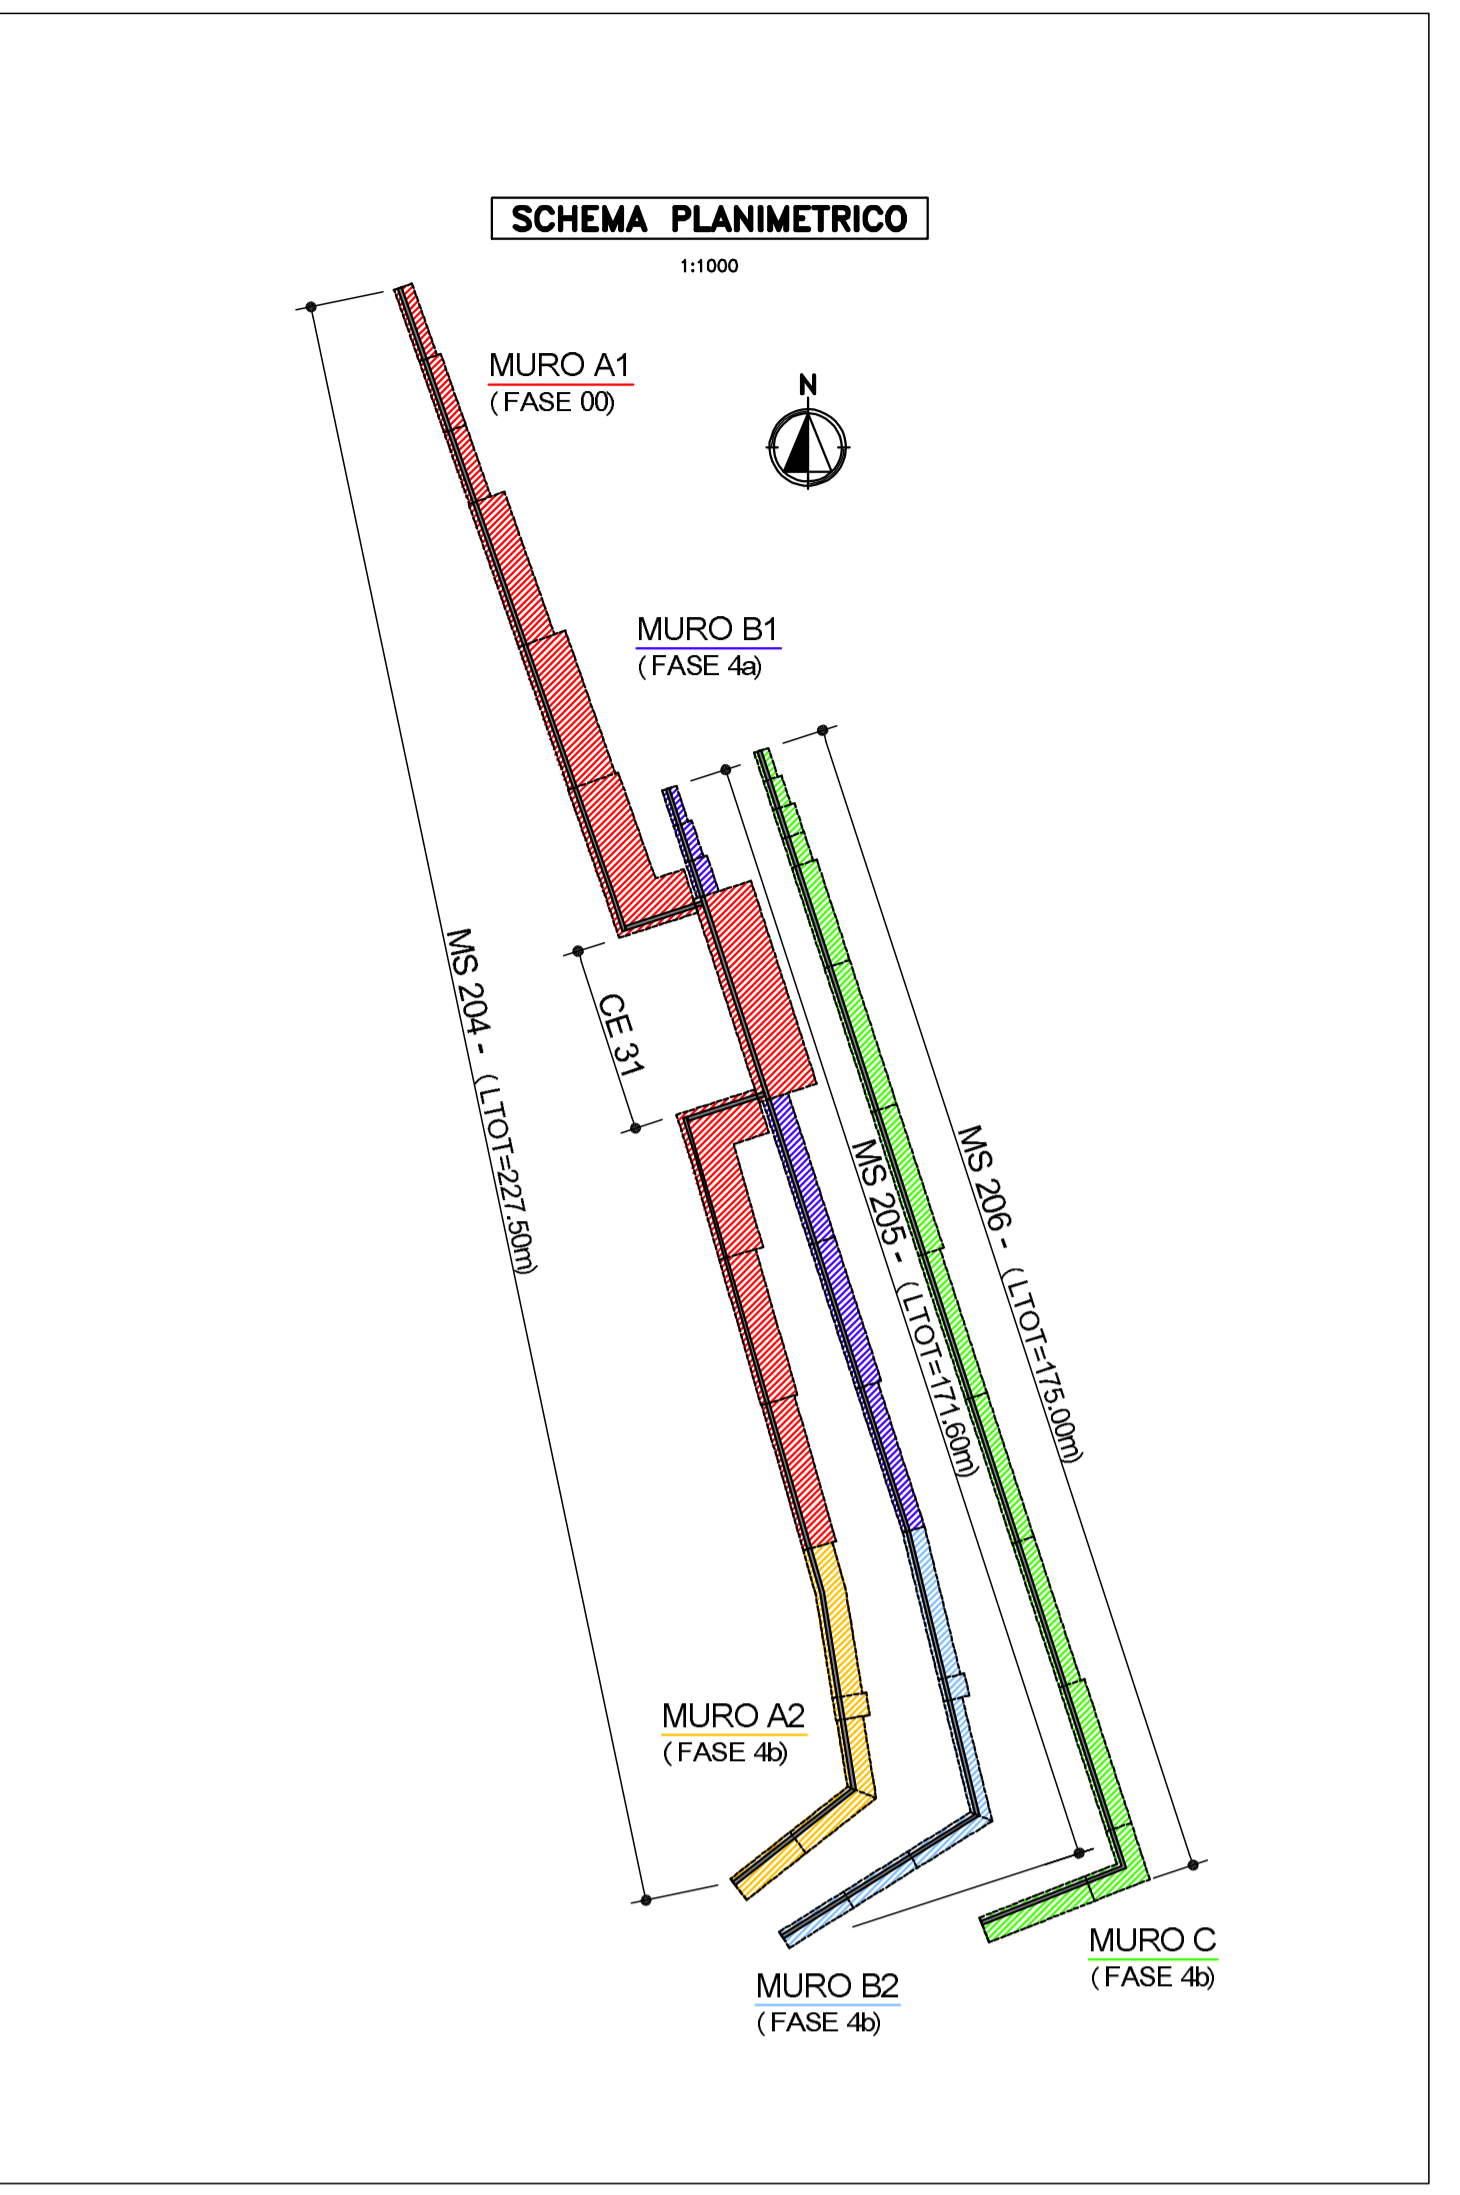 SCHEMA PLANIMETRICO
1:1000
MURO A1
(FASE 00)
N
MURO B1
(FASE 4a)
MS 204 - (LTOT=227.50m)
CE 31
MS 205 - (LTOT=171.60m)
MS 206 - (LTOT=175.00m)
MURO A2
(FASE 4b)
MURO C
(FASE 4b)
MURO B2
(FASE 4b)